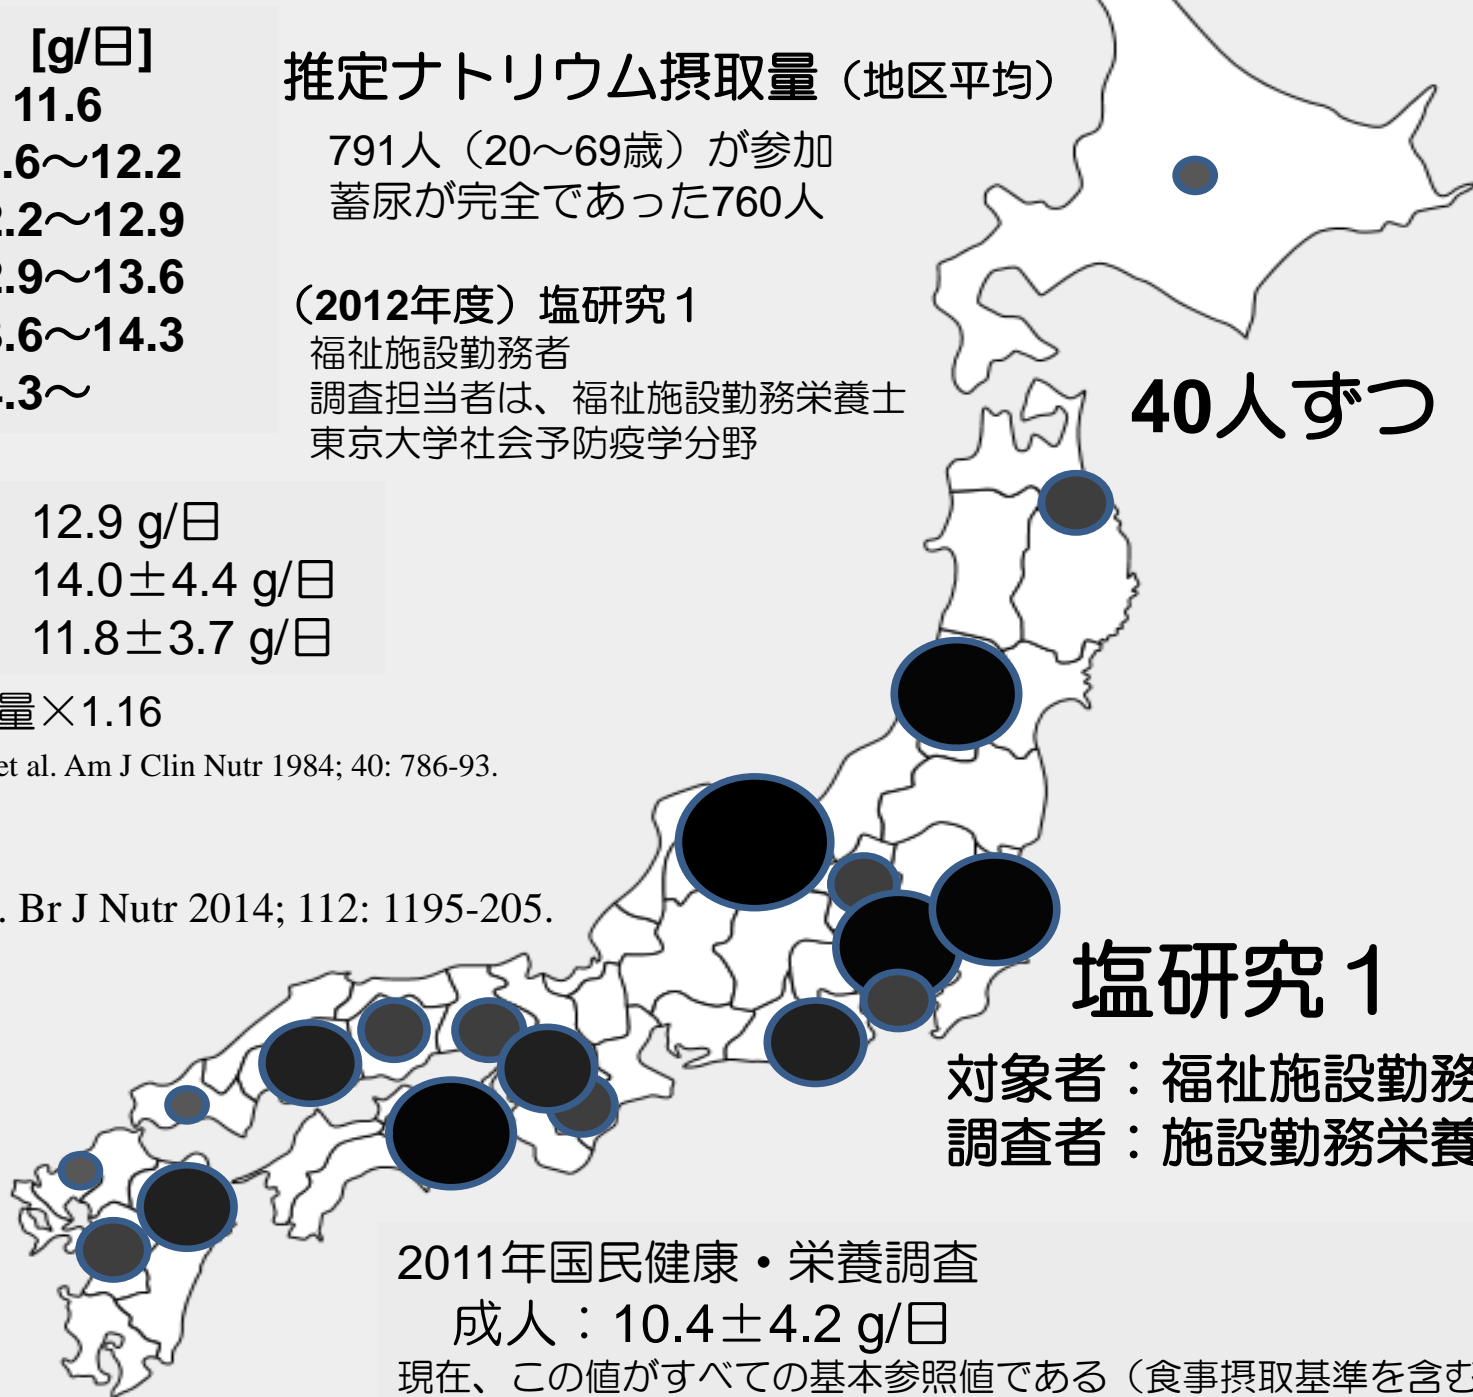 [g/日]
11.6
.6～12.2
.2～12.9
.9～13.6
.6～14.3
.3～
推定ナトリウム摂取量（地区平均）
791人（20～69歳）が参加
蓄尿が完全であった760人
（2012年度）塩研究１
福祉施設勤務者
調査担当者は、福祉施設勤務栄養士
東京大学社会予防疫学分野
40人ずつ
12.9 g/日
14.0±4.4 g/日
11.8±3.7 g/日
量×1.16
et al. Am J Clin Nutr 1984; 40: 786-93.
. Br J Nutr 2014; 112: 1195-205.
塩研究１
対象者：福祉施設勤務
調査者：施設勤務栄養
2011年国民健康・栄養調査
成人：10.4±4.2 g/日
現在、この値がすべての基本参照値である（食事摂取基準を含む